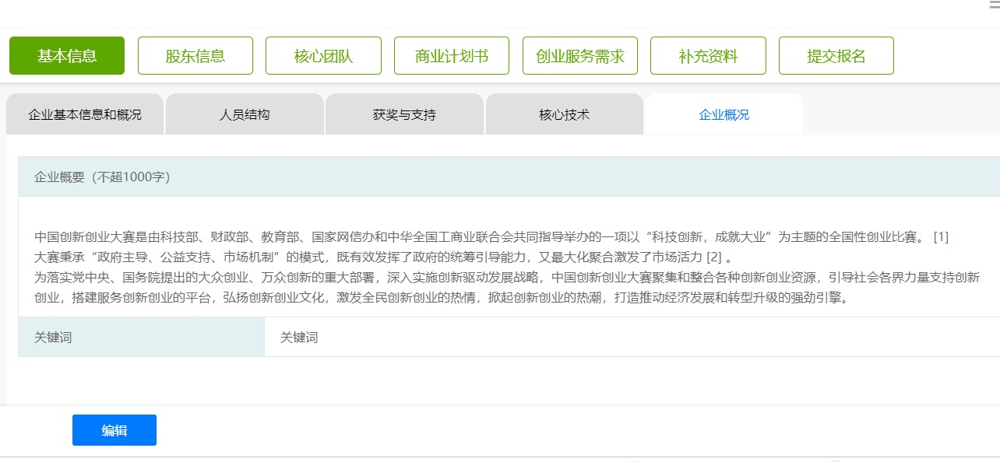 基本信息
股东信息
核心团队
商业计划书
创业服务需求
补充资料
提交报名
企业基本信息和概况
人员结构
获奖与支持
核心技术
企业概况
企业概要（不超1000字）
中国创新创业大赛是由科技部、财政部、教育部、国家网信办和中华全国工商业联合会共同指导举办的一项以“科技创新，成就大业”为主题的全国性创业比赛。 [1]
大赛秉承“政府主导、公益支持、市场机制”的模式，既有效发挥了政府的统筹引导能力，又最大化聚合激发了市场活力 [2] 。
为落实党中央、国务院提出的大众创业、万众创新的重大部署，深入实施创新驱动发展战略，中国创新创业大赛聚集和整合各种创新创业资源，引导社会各界力量支持创新
创业，搭建服务创新创业的平台，弘扬创新创业文化，激发全民创新创业的热情，掀起创新创业的热潮，打造推动经济发展和转型升级的强劲引擎。
关键词
关键词
编辑